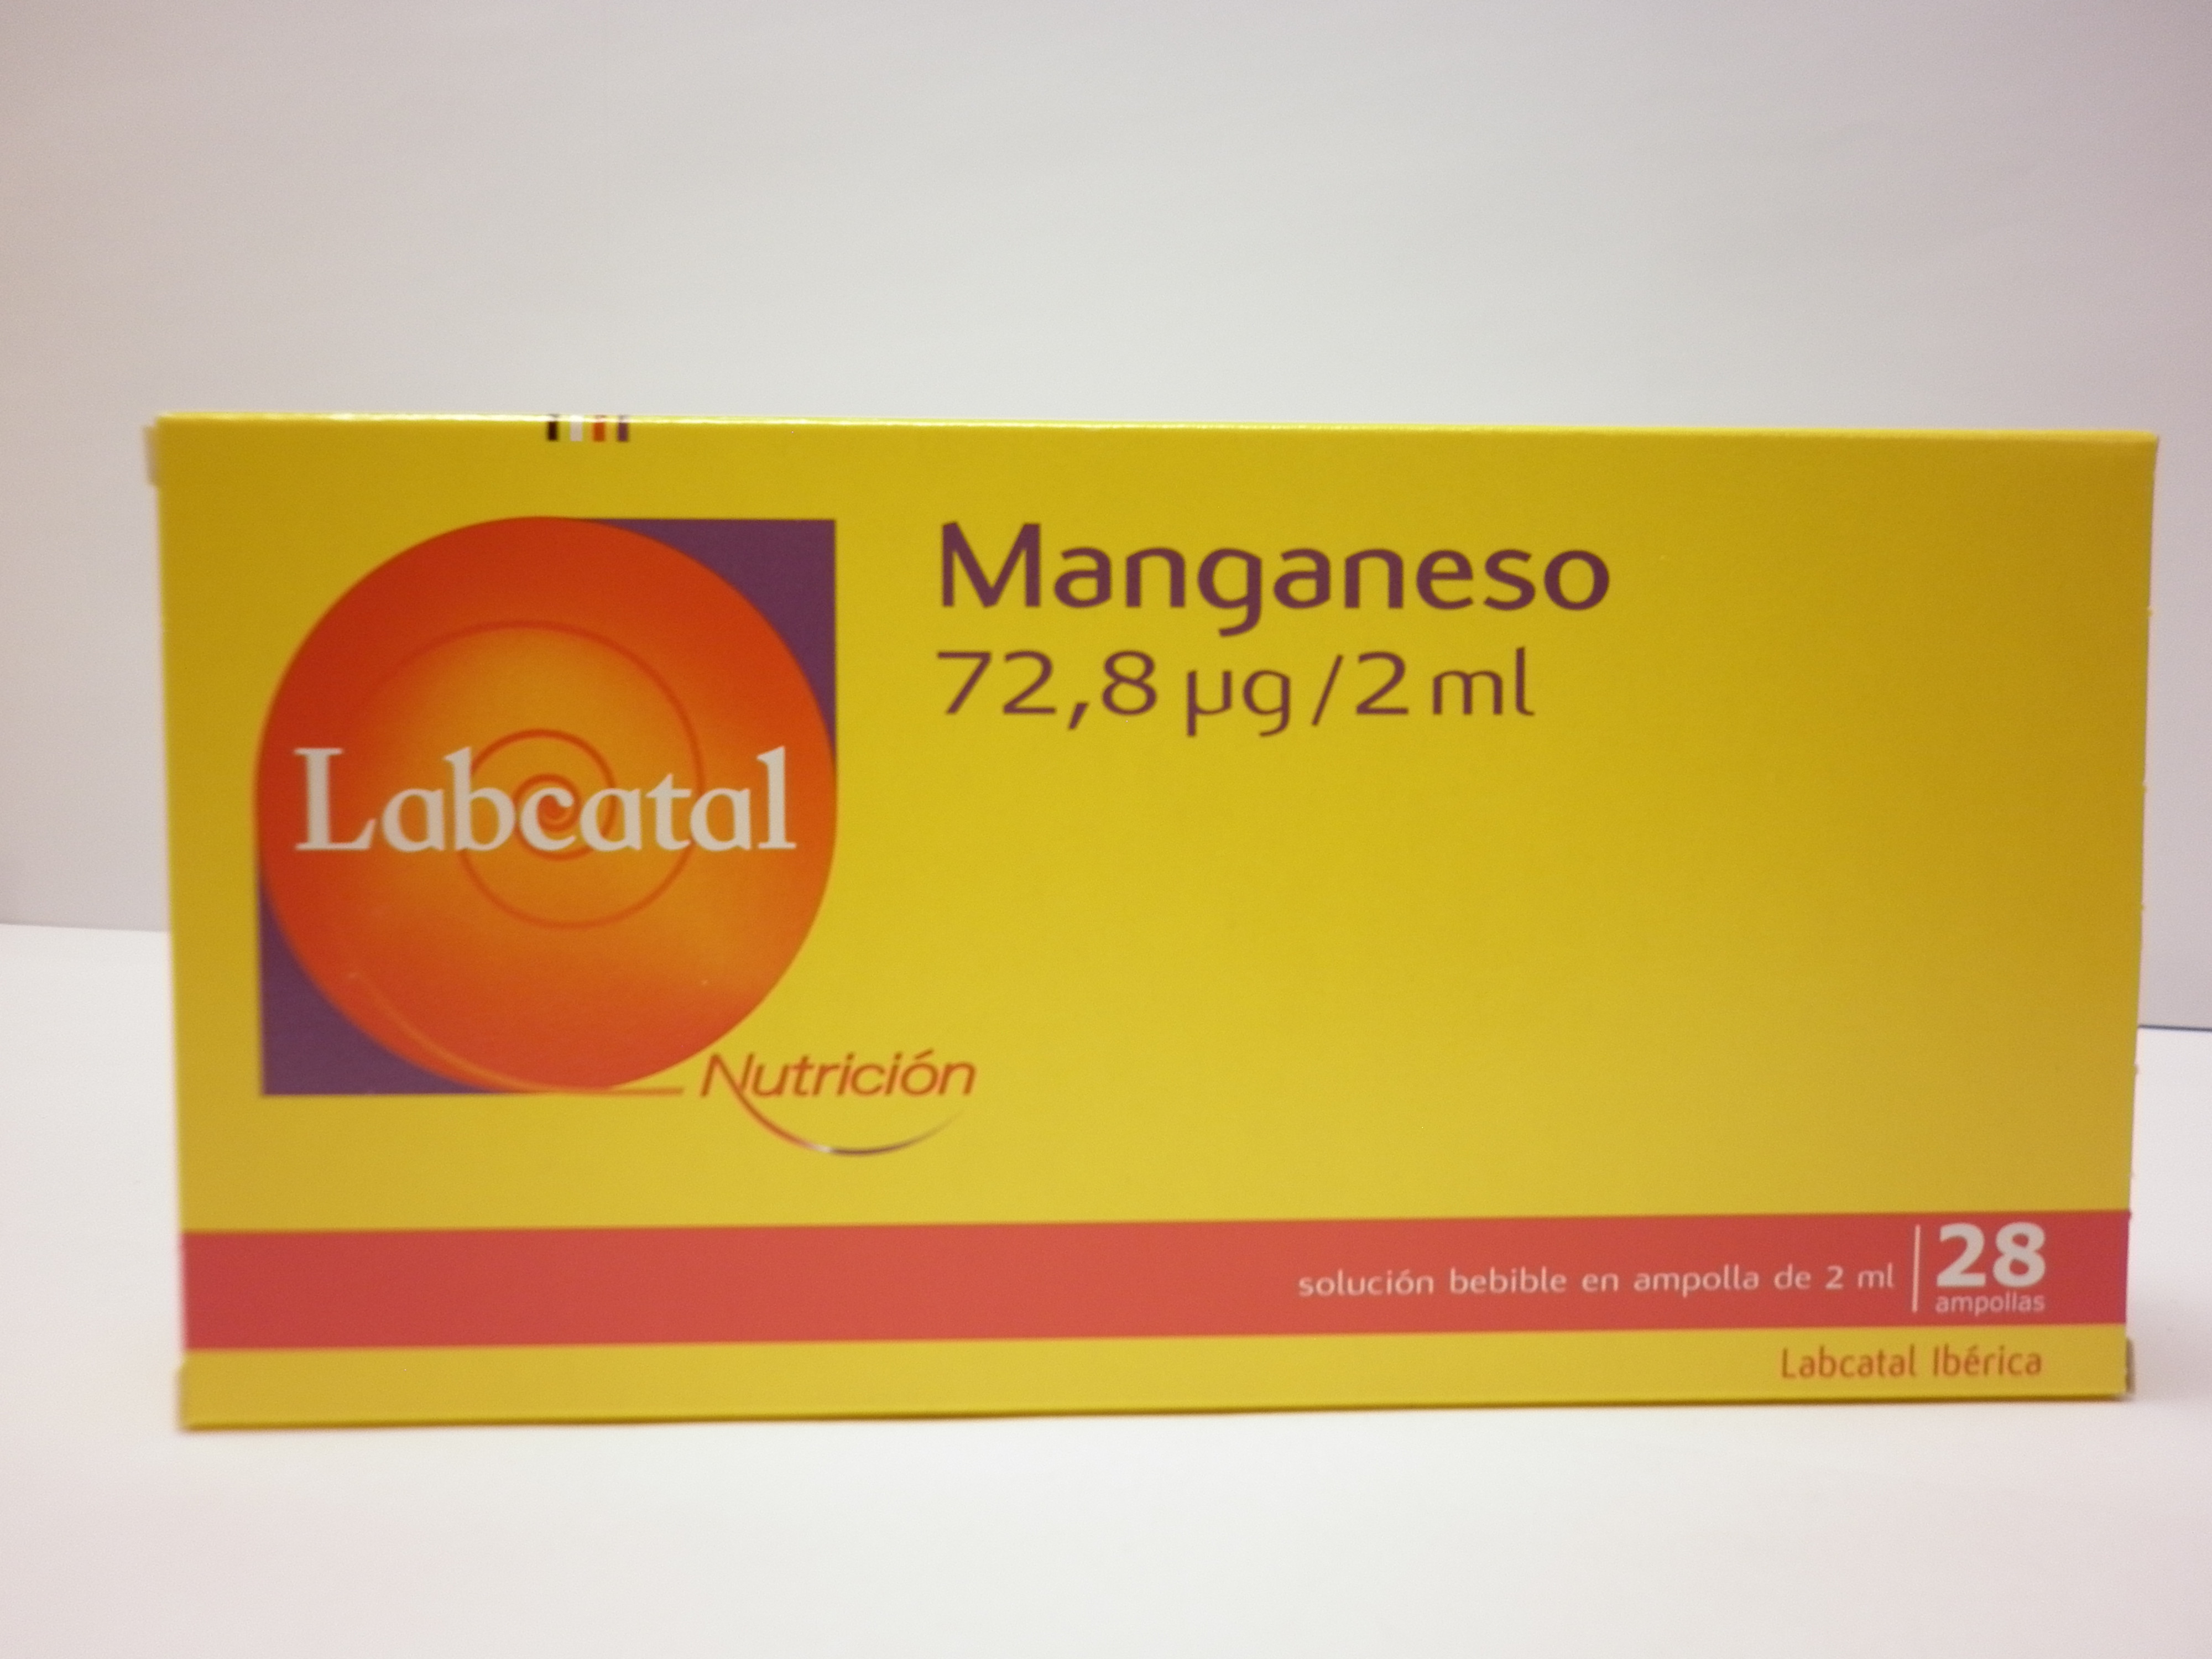 Manganeso
72,8 µg/2 ml
Labcatal
Nutrición
solución bebible en ampolla de 2 ml
28
ampollas
Labcatal Ibérica